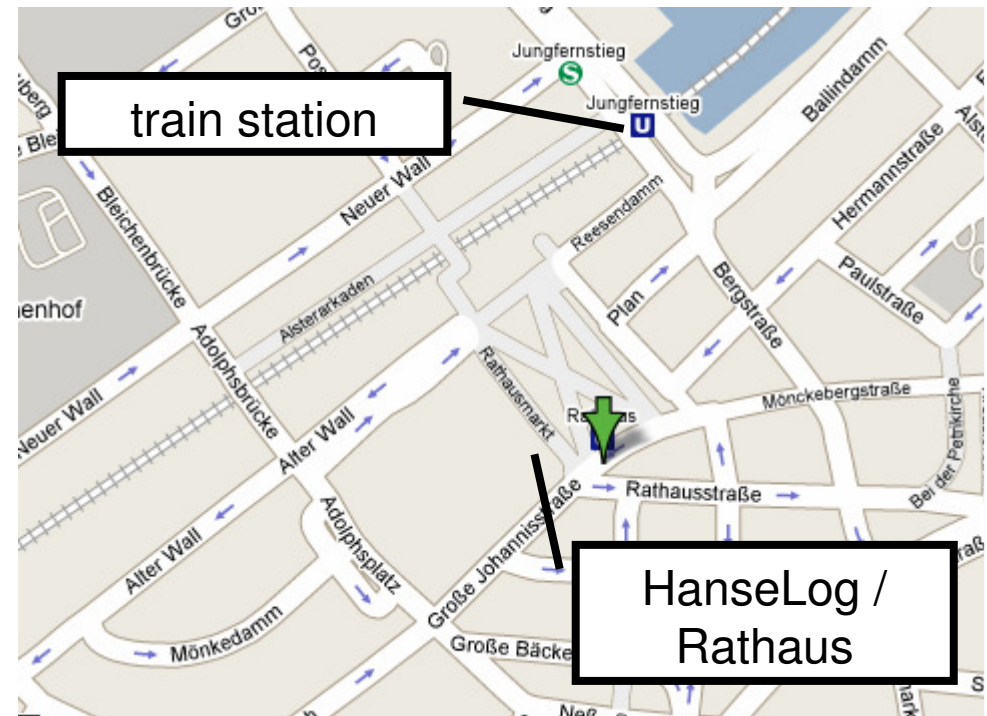 Jungfernstieg
S
Jungfernstieg
U
train station
Ballindamm
Hermannstraße
Neuer Wall
Bleichenbrücke
Reesendamm
Paulstraße
Plan
Bergstraße
enhof
Alsterarkaden
Adolphsbrücke
Rathausmarkt
Mönckebergstraße
Bei der Petrikirche
Neuer Wall
Alter Wall
Rathausstraße
Adolphsplatz
Große Johannisstraße
Alter Wall
Mönkedamm
Große Bäcke
HanseLog /
Rathaus